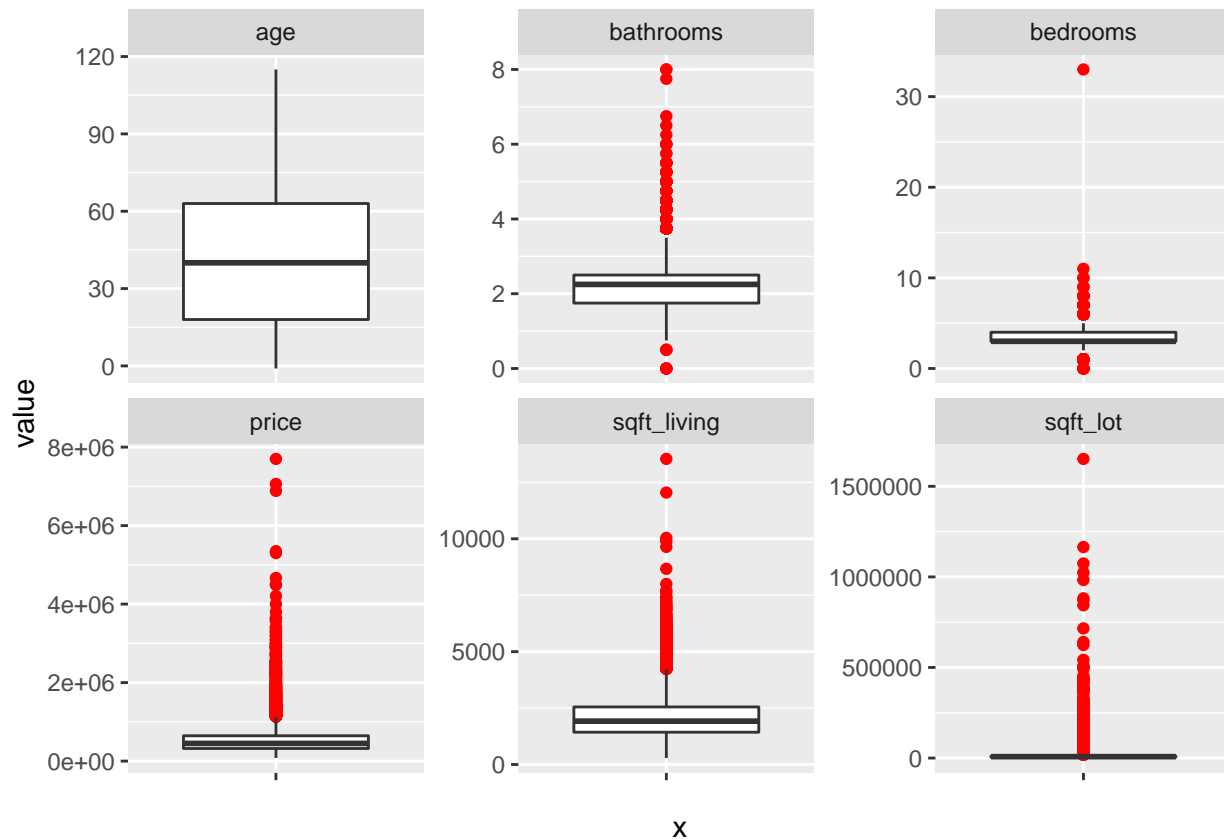 age
bathrooms
bedrooms
120
90
60
30
0
8
6
4
2
0
30
20
10
0
value
price
sqft_living
sqft_lot
8e+06
6e+06
4e+06
2e+06
0e+00
10000
5000
0
1500000
1000000
500000
0
x